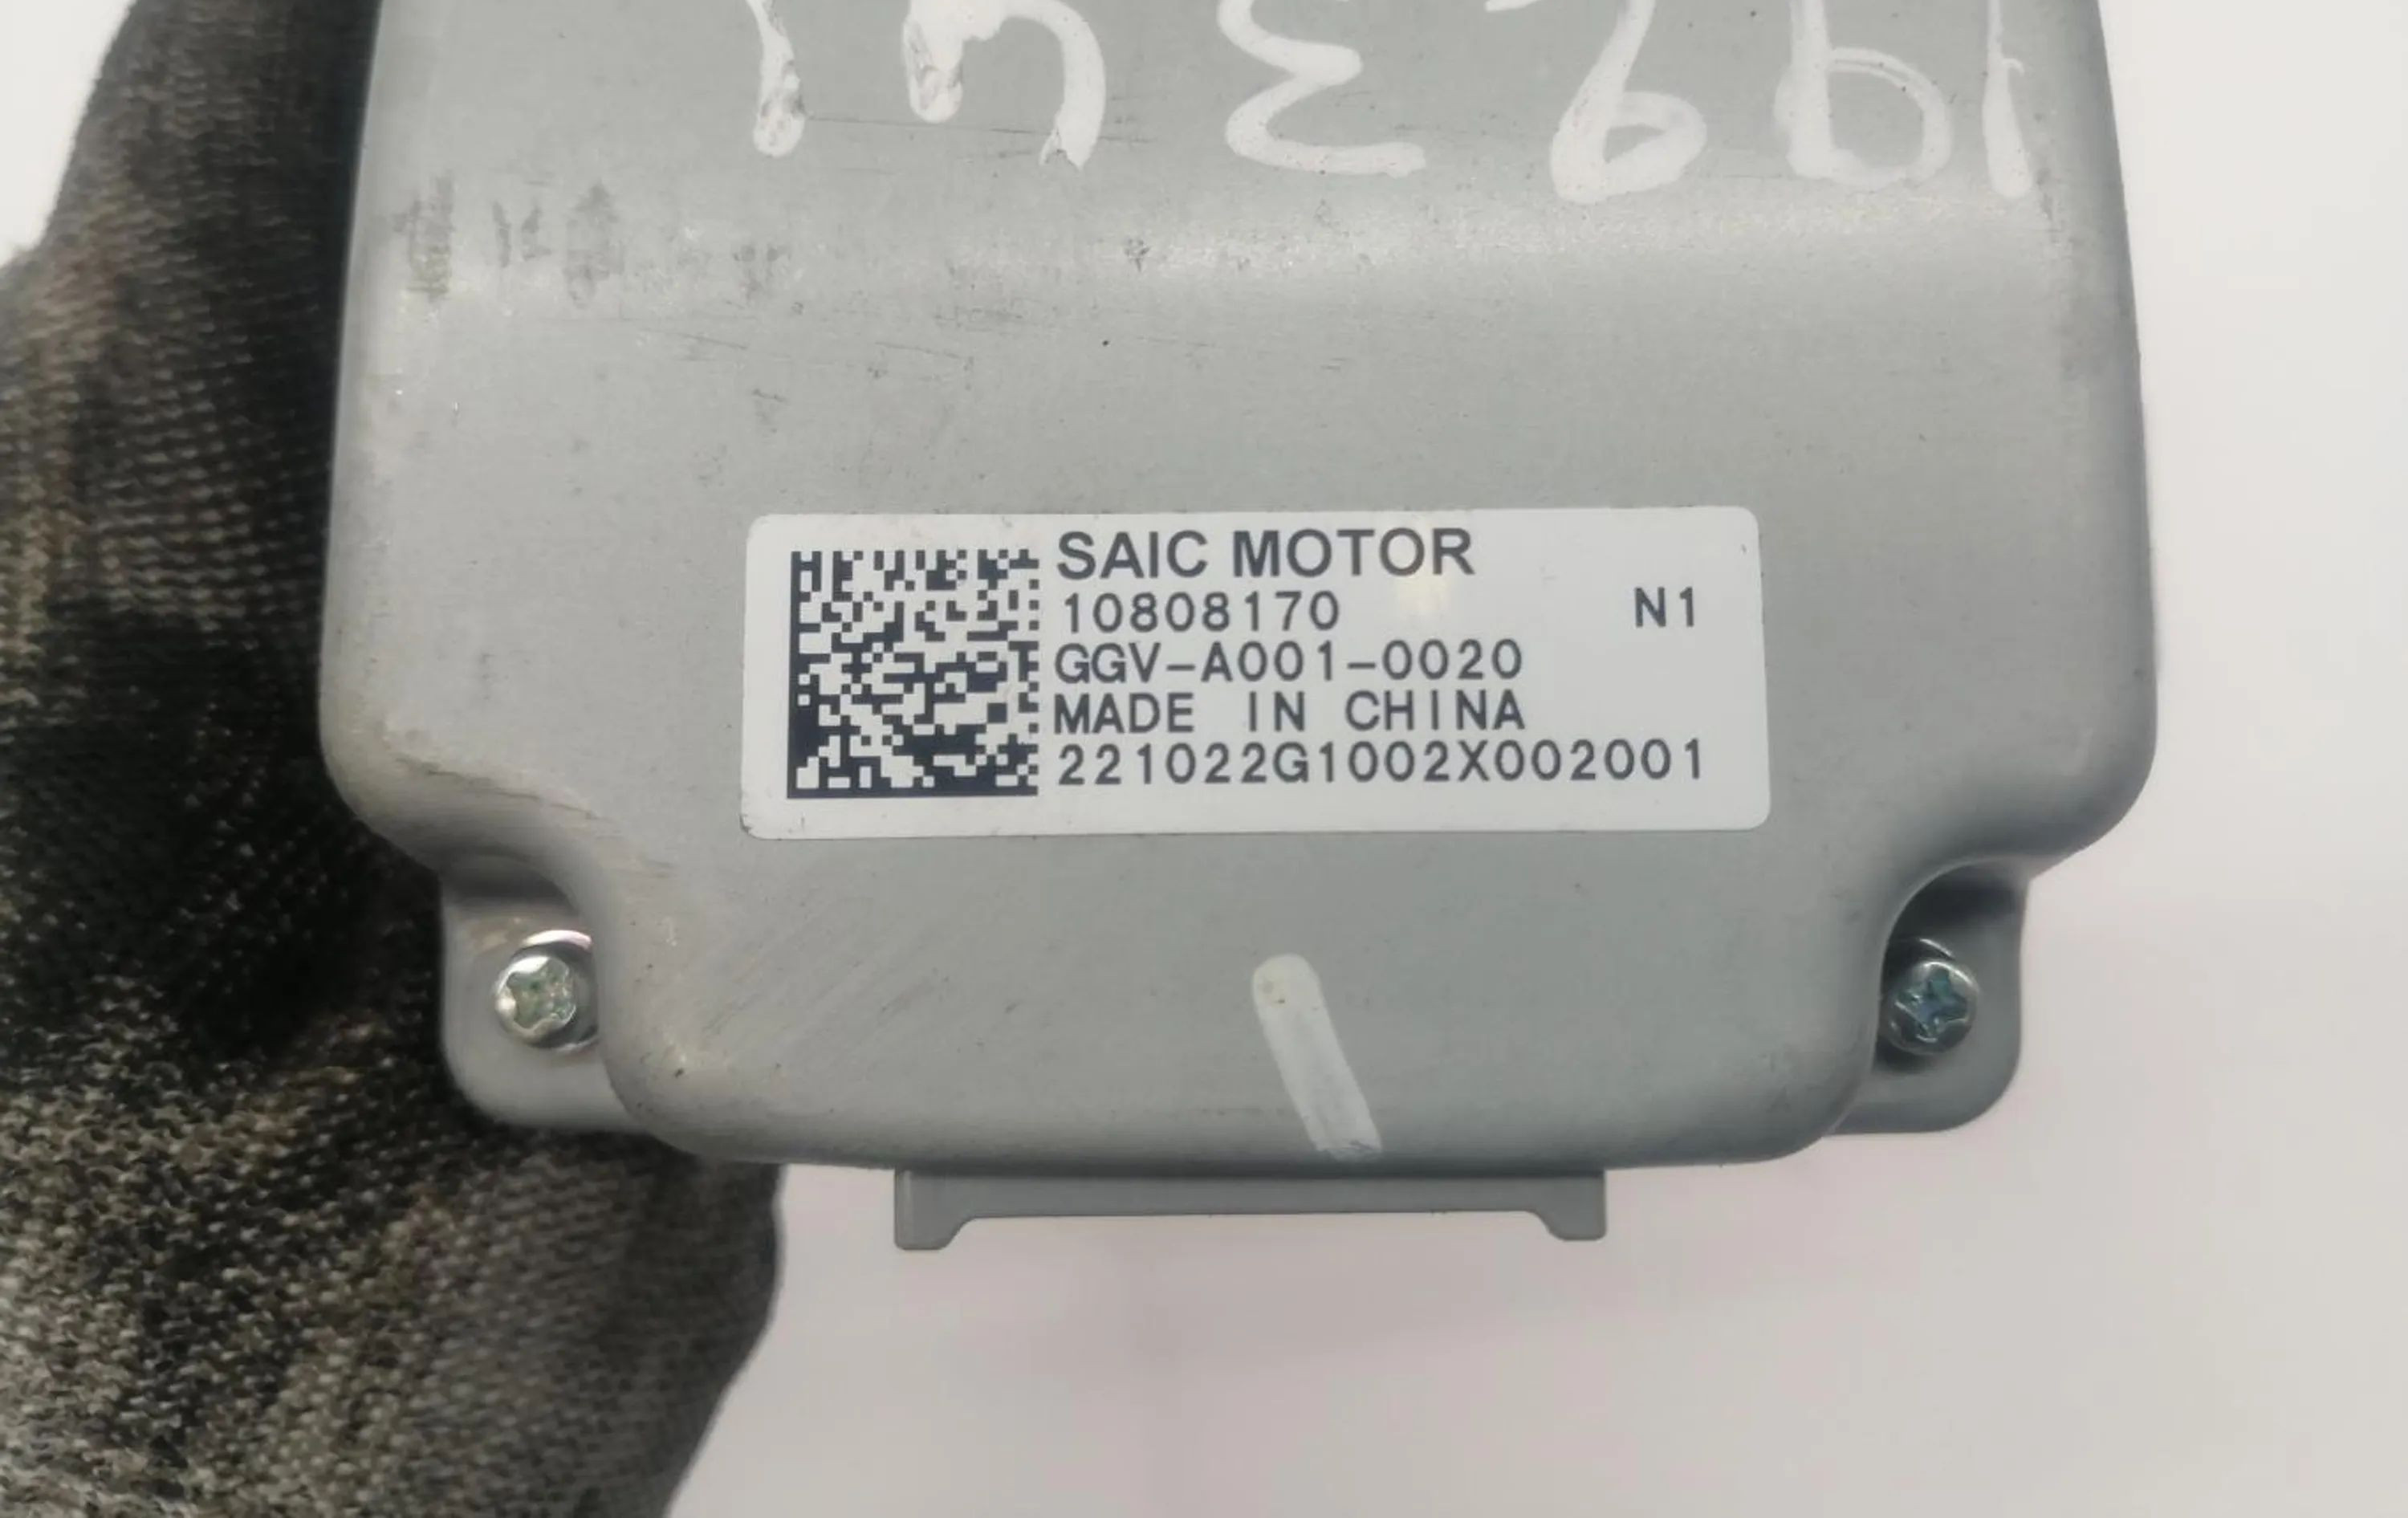 SAIC MOTOR
10808170 N1
GGV-A001-0020
MADE IN CHINA
221022G1002X002001